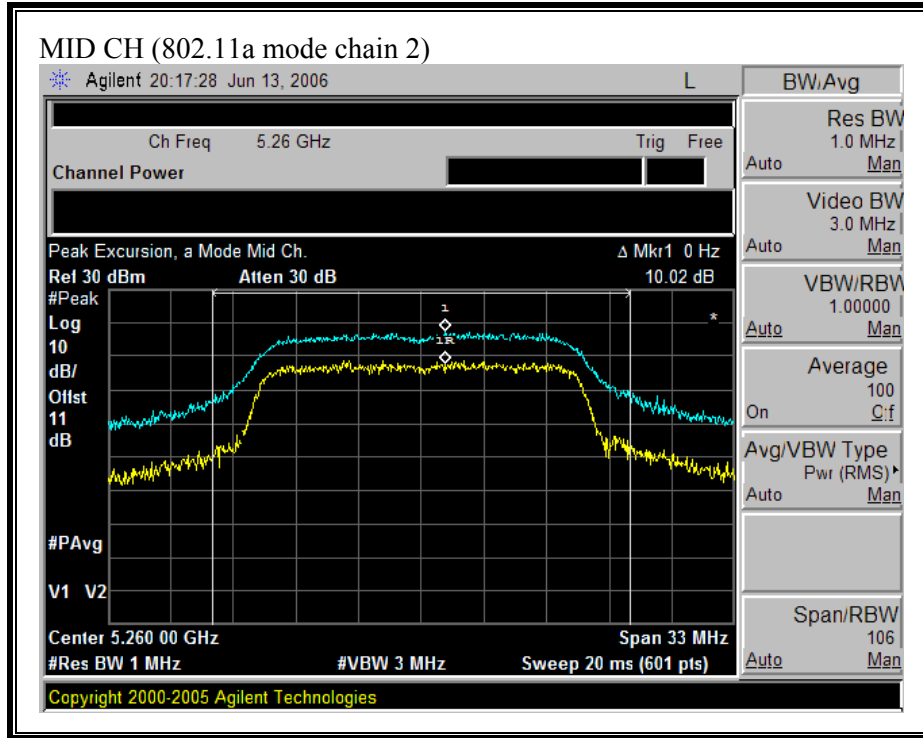 MID CH (802.11a mode chain 2)
Agilent 20:17:28 Jun 13, 2006 L
BW/Avg
Ch Freq 5.26 GHz Trig Free
Channel Power
Res BW
1.0 MHz
Auto Man
Video BW
3.0 MHz
Auto Man
Peak Excursion, a Mode Mid Ch. Δ Mkr1 0 Hz
Ref 30 dBm Atten 30 dB 10.02 dB
VBW/RBW
1.00000
Auto Man
#Peak
Log
10
dB/
Offst
11
dB
1
1R
*
Average
100
On Off
Avg/VBW Type
Pwr (RMS)
Auto Man
#PAvg
V1 V2
Center 5.260 00 GHz Span 33 MHz
#Res BW 1 MHz #VBW 3 MHz Sweep 20 ms (601 pts)
Span/RBW
106
Auto Man
Copyright 2000-2005 Agilent Technologies